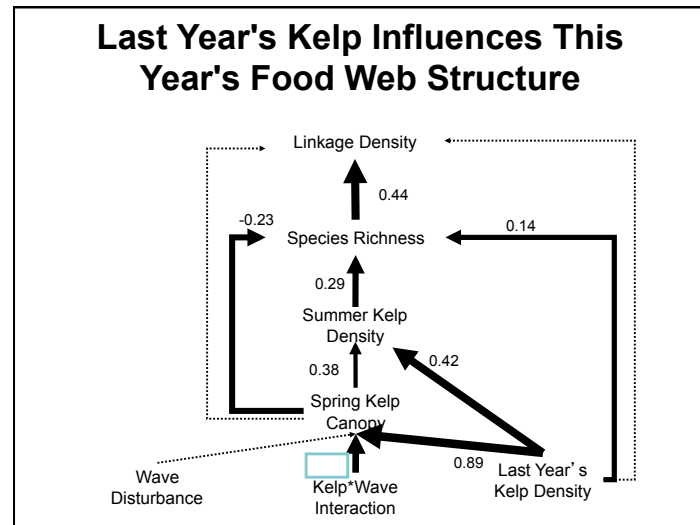 Last Year's Kelp Influences This
Year's Food Web Structure
Linkage Density
0.44
-0.23
Species Richness
0.14
0.29
Summer Kelp
Density
0.42
0.38
Spring Kelp
Canopy
0.89
Wave
Disturbance
Kelp*Wave
Interaction
Last Year’s
Kelp Density